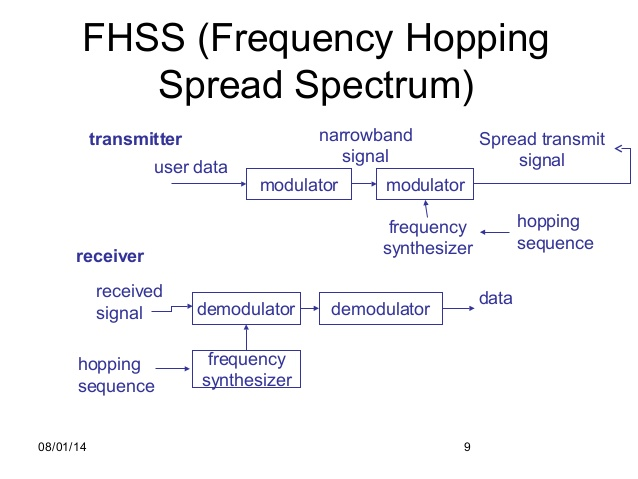 FHSS (Frequency Hopping
Spread Spectrum)
transmitter
narrowband
signal
Spread transmit
signal
user data
modulator
modulator
frequency
synthesizer
hopping
sequence
receiver
received
signal
demodulator
demodulator
data
hopping
sequence
frequency
synthesizer
08/01/14
9